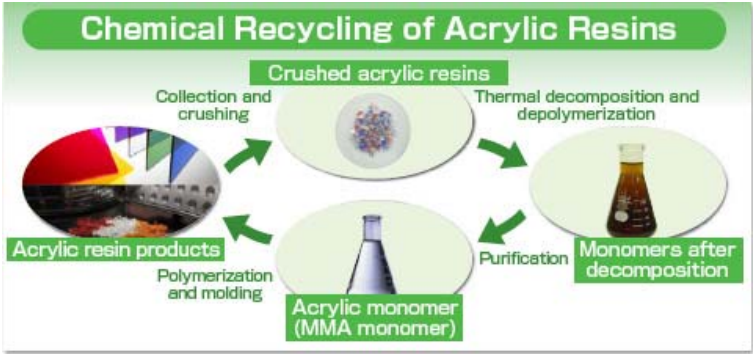 Chemical Recycling of Acrylic Resins
Crushed acrylic resins
Collection and
crushing
Thermal decomposition and
depolymerization
Acrylic resin products
Monomers after
decomposition
Purification
Polymerization
and molding
Acrylic monomer
(MMA monomer)